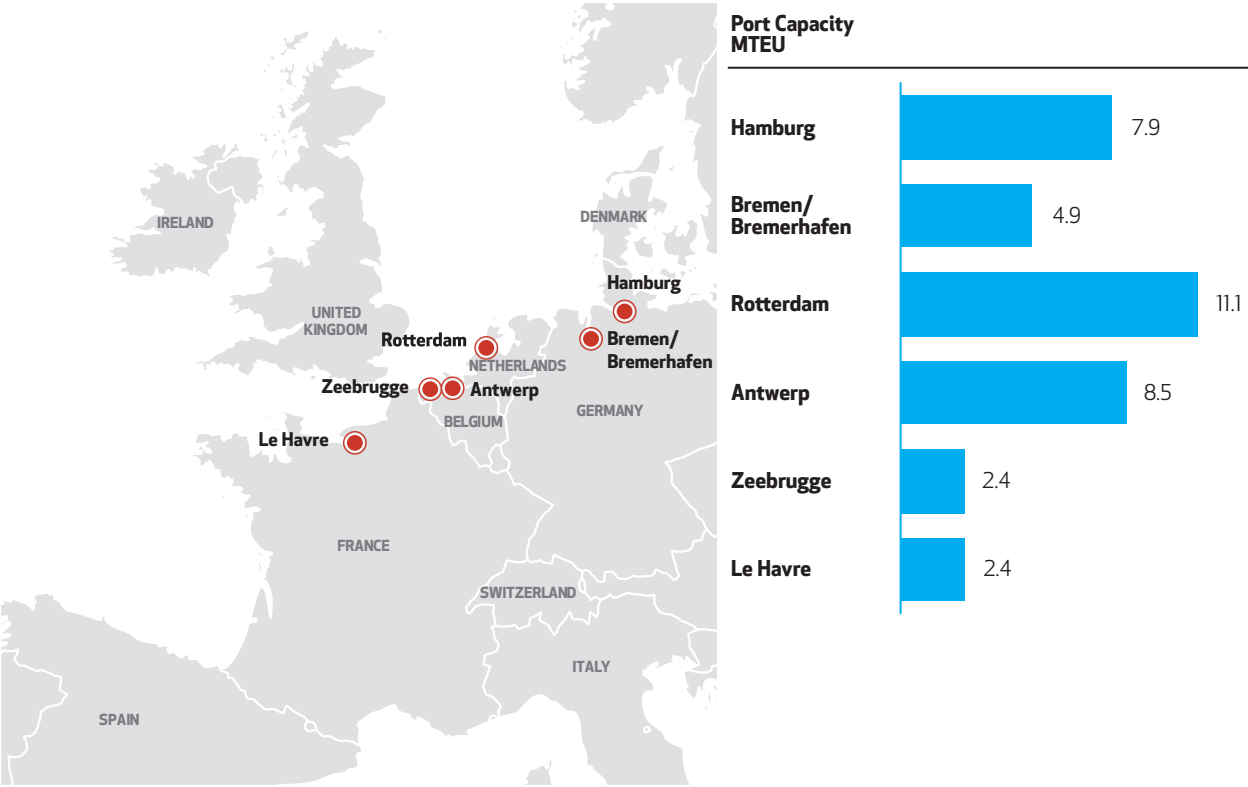 IRELAND
UNITED
KINGDOM
DENMARK
Hamburg
Bremen/
Bremerhafen
Rotterdam
NETHERLANDS
Zeebrugge
Antwerp
BELGIUM
GERMANY
Le Havre
FRANCE
SWITZERLAND
ITALY
SPAIN
Port Capacity
MTEU
Hamburg 7.9
Bremen/
Bremerhafen 4.9
Rotterdam 11.1
Antwerp 8.5
Zeebrugge 2.4
Le Havre 2.4